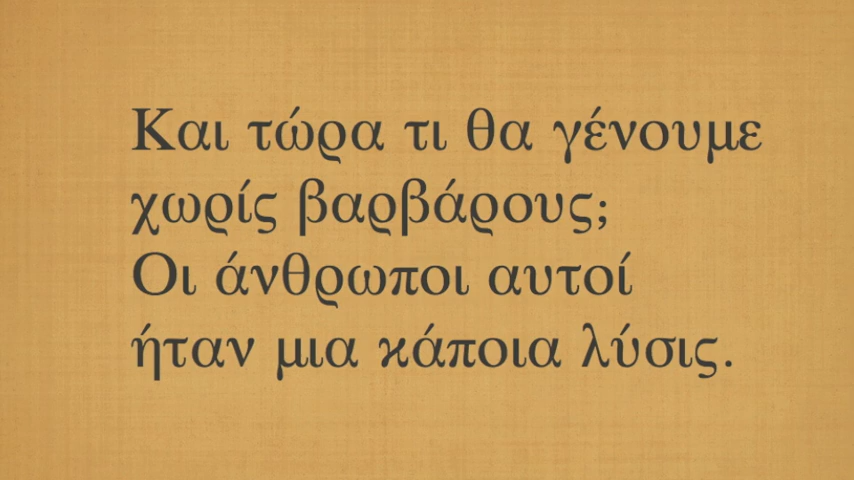 Και τώρα τι θα γένουμε
χωρίς βαρβάρους;
Οι άνθρωποι αυτοί
ήταν μια κάποια λύσις.